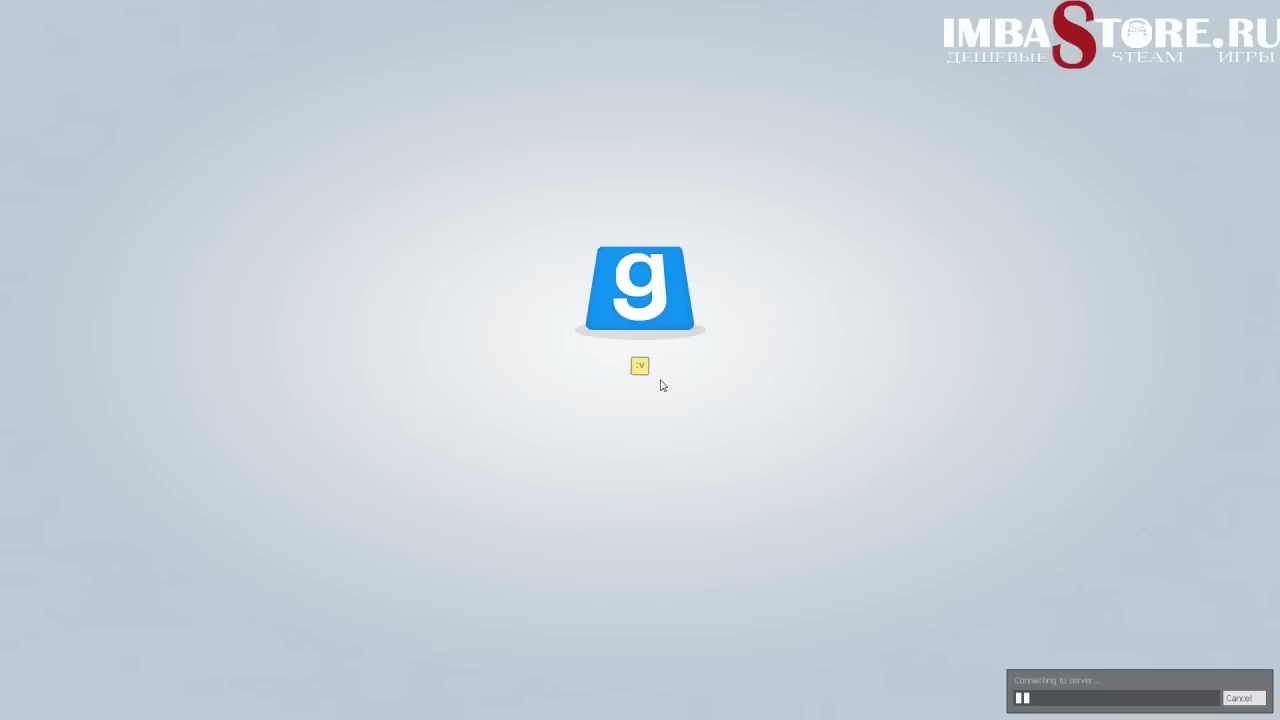 IMBASTORE.RU
ДЕШЕВЫЕ STEAM ИГРЫ
g
:v
Connecting to server...
Cancel